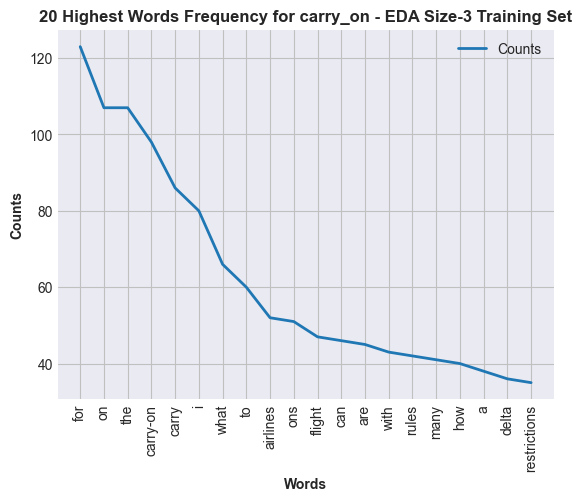 20 Highest Words Frequency for carry_on - EDA Size-3 Training Set
Counts
120
100
80
60
40
Counts
for
on
the
carry-on
carry
i
what
to
airlines
ons
flight
can
are
with
rules
many
how
a
delta
restrictions
Words